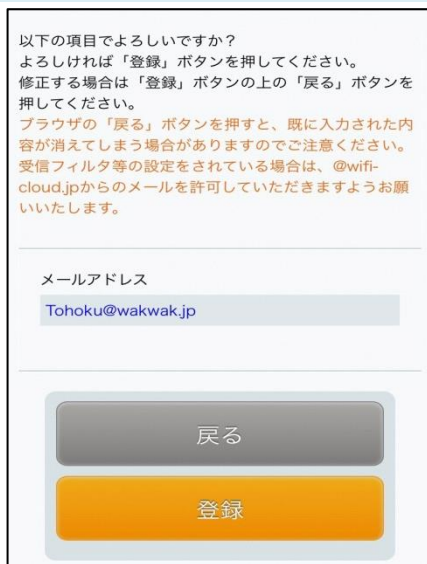 以下の項目でよろしいですか？
よろしければ「登録」ボタンを押してください。
修正する場合は「登録」ボタンの上の「戻る」ボタンを
押してください。
ブラウザの「戻る」ボタンを押すと、既に入力された内
容が消えてしまう場合がありますのでご注意ください。
受信フィルタ等の設定をされている場合は、@wifi-
cloud.jpからのメールを許可していただきますようお願
いいたします。
メールアドレス
Tohoku@wakwak.jp
戻る
登録